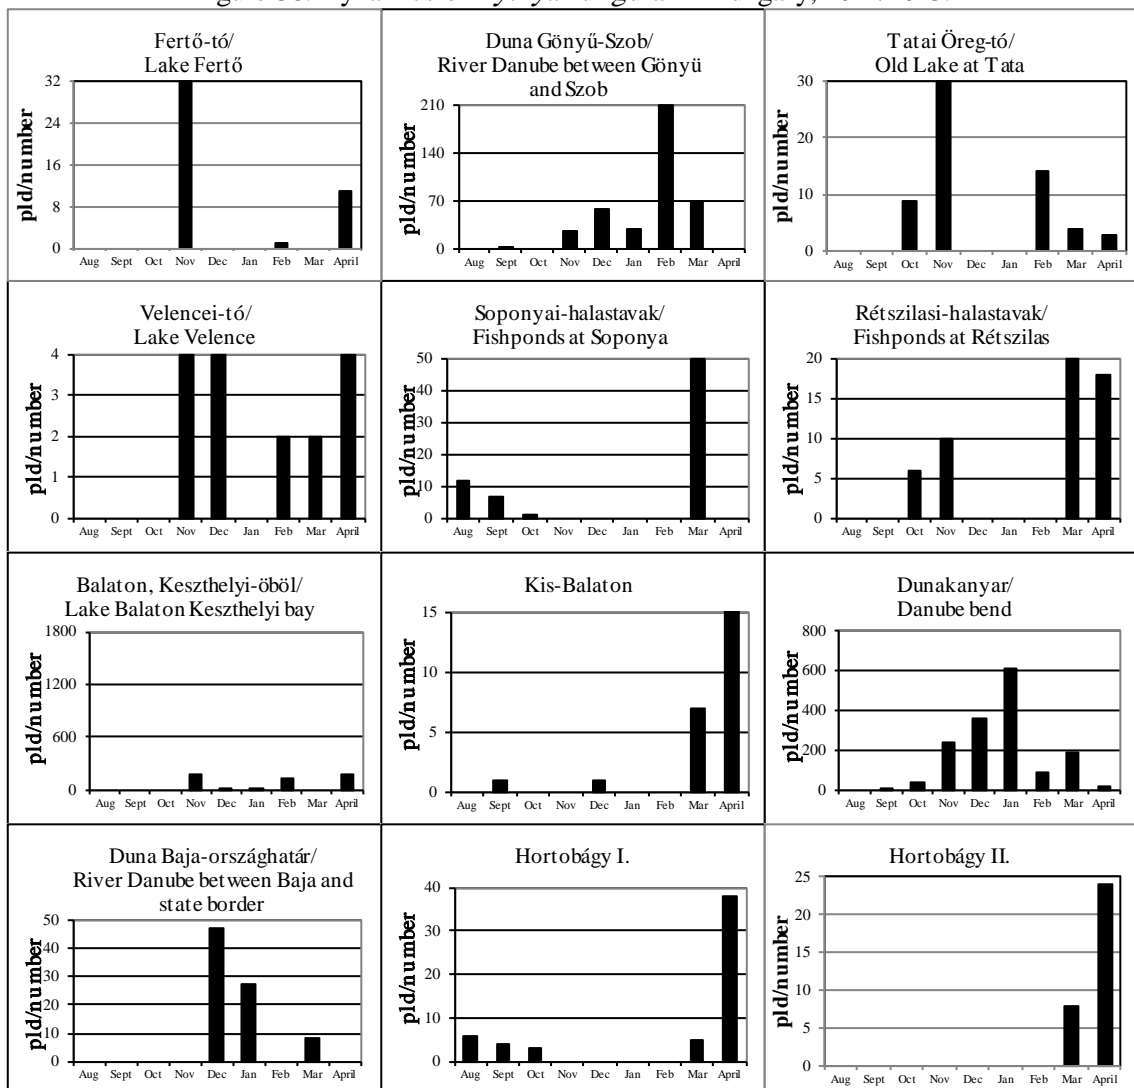 Fertő-tó/
Lake Fertő
pld/number
32
24
16
8
0
Aug Sept Oct Nov Dec Jan Feb Mar April
Duna Gönyű-Szob/
River Danube between Gönyü
and Szob
pld/number
210
140
70
0
Aug Sept Oct Nov Dec Jan Feb Mar April
Tatai Öreg-tó/
Old Lake at Tata
pld/number
30
20
10
0
Aug Sept Oct Nov Dec Jan Feb Mar April
Velencei-tó/
Lake Velence
pld/number
4
3
2
1
0
Aug Sept Oct Nov Dec Jan Feb Mar April
Soponyai-halastavak/
Fishponds at Soponya
pld/number
50
40
30
20
10
0
Aug Sept Oct Nov Dec Jan Feb Mar April
Rétszilasi-halastavak/
Fishponds at Rétszilas
pld/number
20
15
10
5
0
Aug Sept Oct Nov Dec Jan Feb Mar April
Balaton, Keszthelyi-öböl/
Lake Balaton Keszthelyi bay
pld/number
1800
1200
600
0
Aug Sept Oct Nov Dec Jan Feb Mar April
Kis-Balaton
pld/number
15
10
5
0
Aug Sept Oct Nov Dec Jan Feb Mar April
Dunakanyar/
Danube bend
pld/number
800
600
400
200
0
Aug Sept Oct Nov Dec Jan Feb Mar April
Duna Baja-országhatár/
River Danube between Baja and
state border
pld/number
50
40
30
20
10
0
Aug Sept Oct Nov Dec Jan Feb Mar April
Hortobágy I.
pld/number
40
30
20
10
0
Aug Sept Oct Nov Dec Jan Feb Mar April
Hortobágy II.
pld/number
25
20
15
10
5
0
Aug Sept Oct Nov Dec Jan Feb Mar April